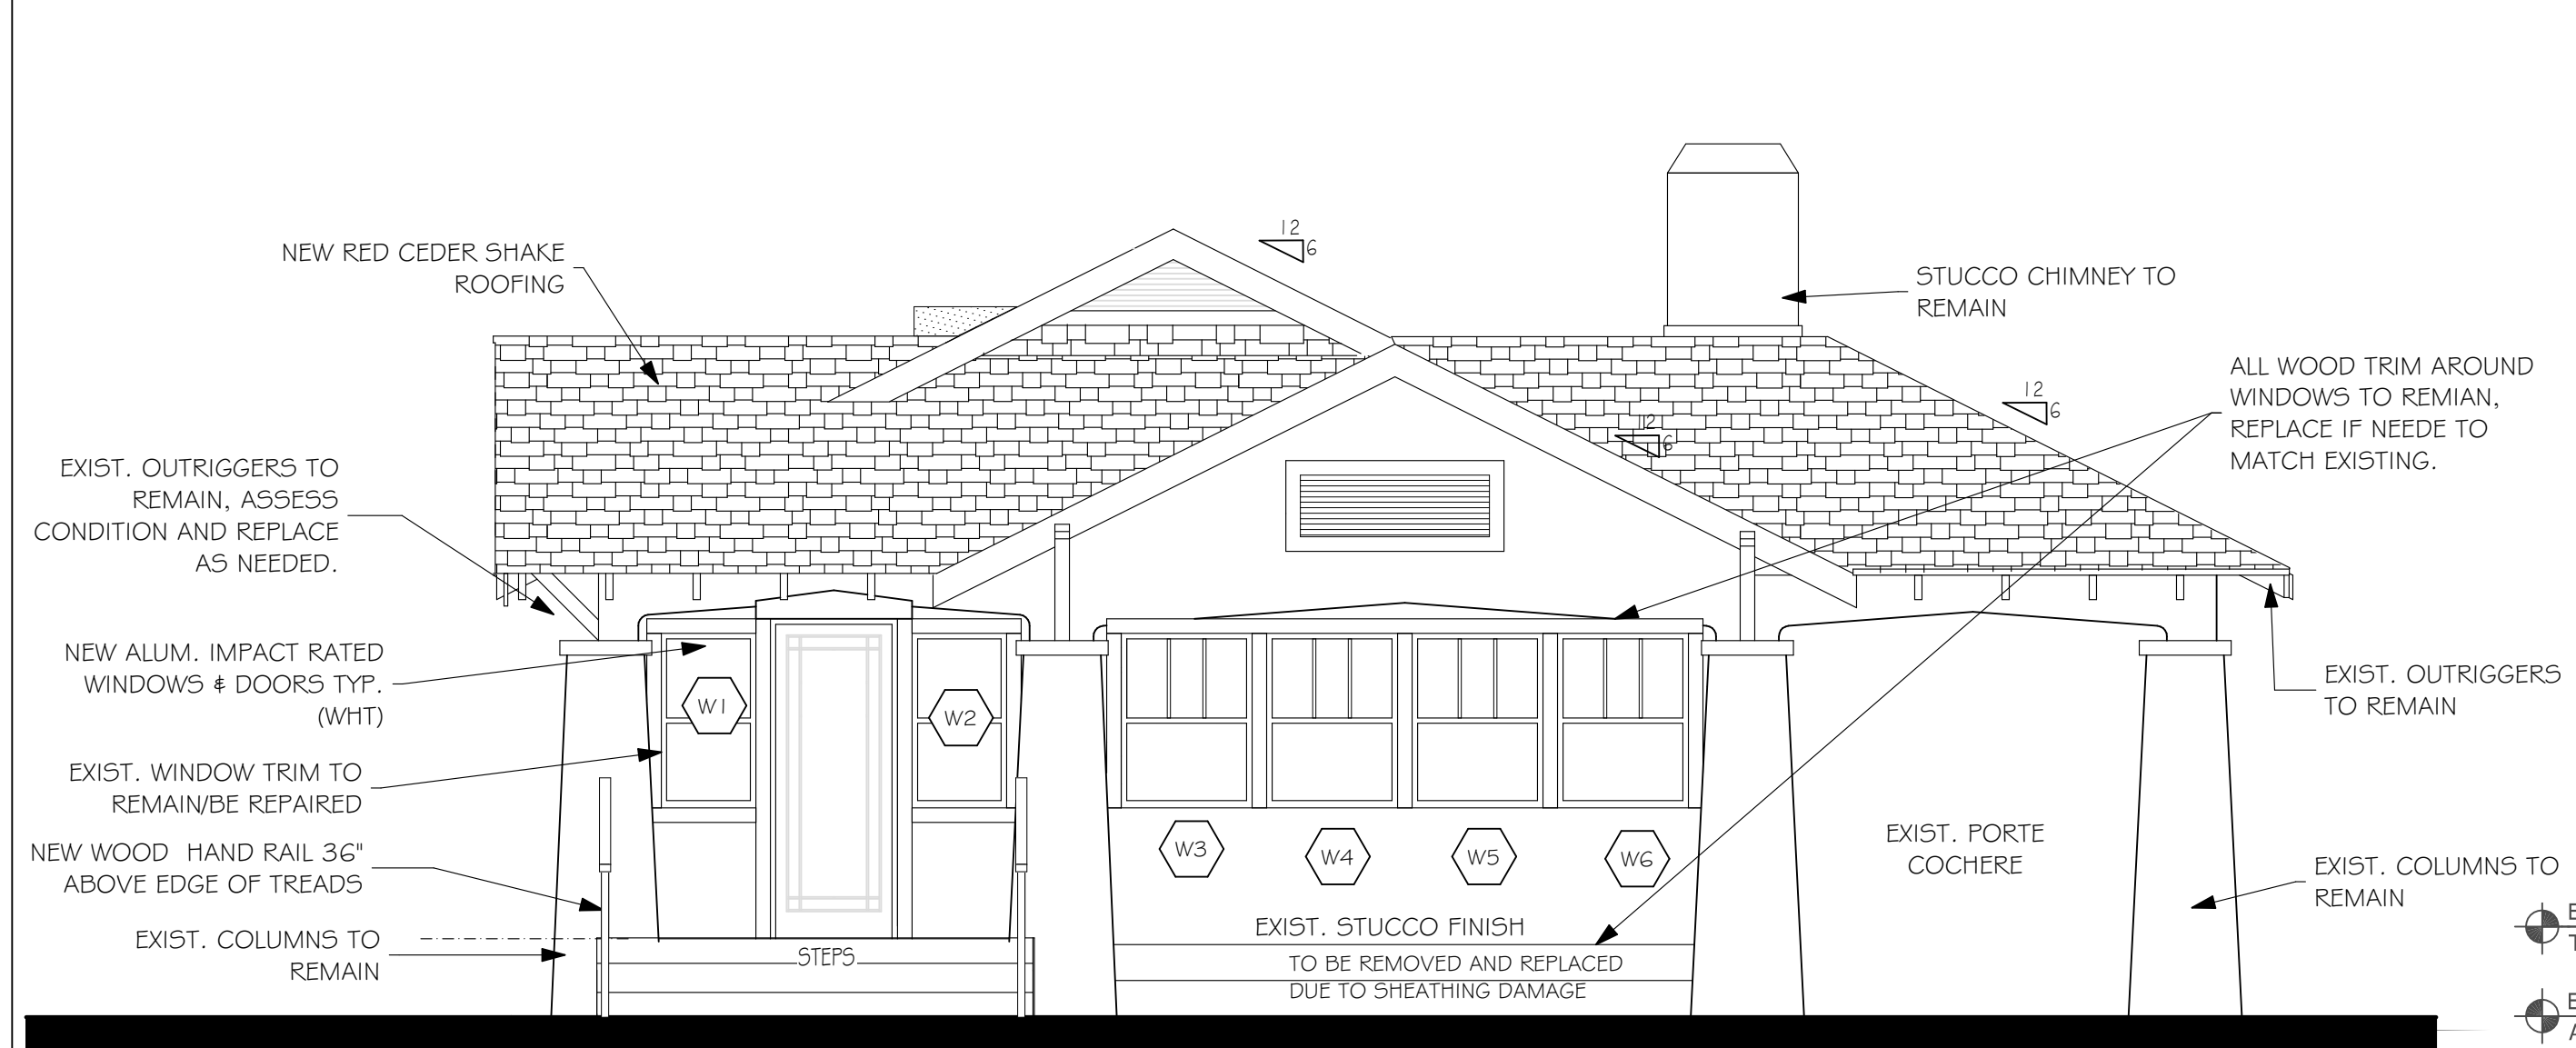 12
6
NEW RED CEDER SHAKE
ROOFING
STUCCO CHIMNEY TO
REMAIN
ALL WOOD TRIM AROUND
WINDOWS TO REMIAN,
REPLACE IF NEEDE TO
MATCH EXISTING.
12
6
12
6
EXIST. OUTRIGGERS TO
REMAIN, ASSESS
CONDITION AND REPLACE
AS NEEDED.
NEW ALUM. IMPACT RATED
WINDOWS & DOORS TYP.
(WHT)
EXIST. OUTRIGGERS
TO REMAIN
W1
W2
EXIST. WINDOW TRIM TO
REMAIN/BE REPAIRED
NEW WOOD HAND RAIL 36"
ABOVE EDGE OF TREADS
W3
W4
W5
W6
EXIST. PORTE
COCHERE
EXIST. COLUMNS TO
REMAIN
EXIST. COLUMNS TO
REMAIN
STEPS
EXIST. STUCCO FINISH
TO BE REMOVED AND REPLACED
DUE TO SHEATHING DAMAGE